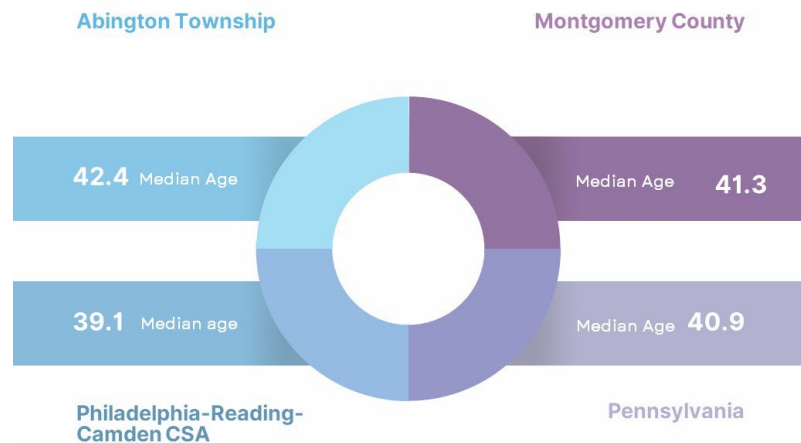 Abington Township
Montgomery County
42.4 Median Age
Median Age 41.3
39.1 Median age
Median Age 40.9
Philadelphia-Reading-
Camden CSA
Pennsylvania